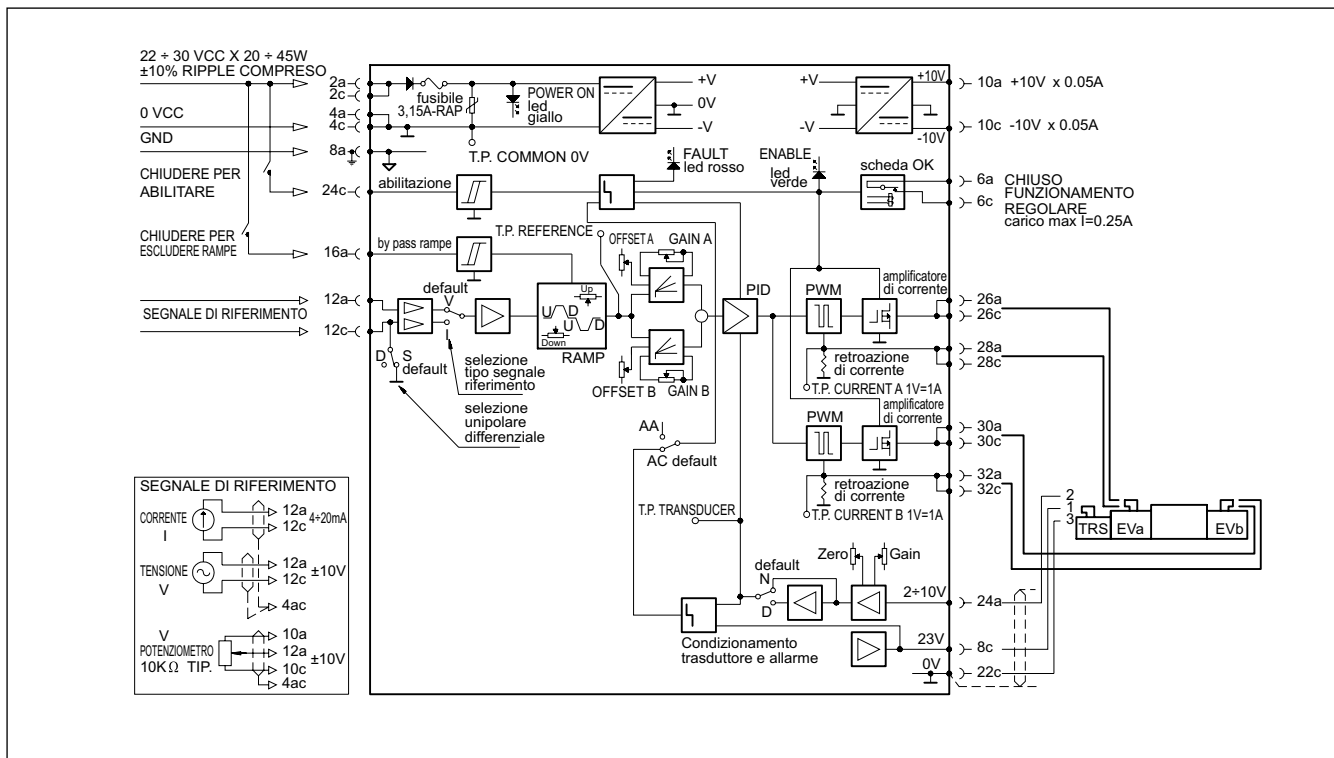 22 ÷ 30 VCC X 20 ÷ 45W
±10% RIPPLE COMPRESO
2a
2c
0 VCC
4a
4c
GND
8a
CHIUDERE PER
ABILITARE
24c
CHIUDERE PER
ESCLUDERE RAMPE
16a
12a
SEGNALE DI RIFERIMENTO
12c
fusibile
3,15A-RAP
POWER ON
led
giallo
+V
0V
-V
T.P. COMMON 0V
+V
-V
+10V
-10V
10a +10V x 0.05A
10c -10V x 0.05A
abilitazione
FAULT
led rosso
ENABLE
led
verde
scheda OK
6a CHIUSO
FUNZIONAMENTO
6c
REGOLARE
carico max I=0.25A
by pass rampe
T.P. REFERENCE
OFFSET A
GAIN A
default
V
I
D
S
default
Up
U D
U D
Down
RAMP
selezione
tipo segnale
riferimento
selezione
unipolare
differenziale
OFFSET B
GAIN B
PID
PWM
amplificatore
di corrente
26a
26c
28a
28c
retroazione
di corrente
T.P. CURRENT A 1V=1A
PWM
amplificatore
di corrente
30a
30c
32a
32c
retroazione
di corrente
T.P. CURRENT B 1V=1A
AA
AC default
T.P. TRANSDUCER
Zero
Gain
default
N
D
2÷10V
24a
23V
8c
0V
22c
Condizionamento
trasduttore e allarme
2
1
3
TRS
EVa
EVb
SEGNALE DI RIFERIMENTO
CORRENTE
I
12a
12c
4÷20mA
TENSIONE
V
12a
12c
±10V
4ac
V
POTENZIOMETRO
10KΩ TIP.
10a
12a
10c
±10V
4ac